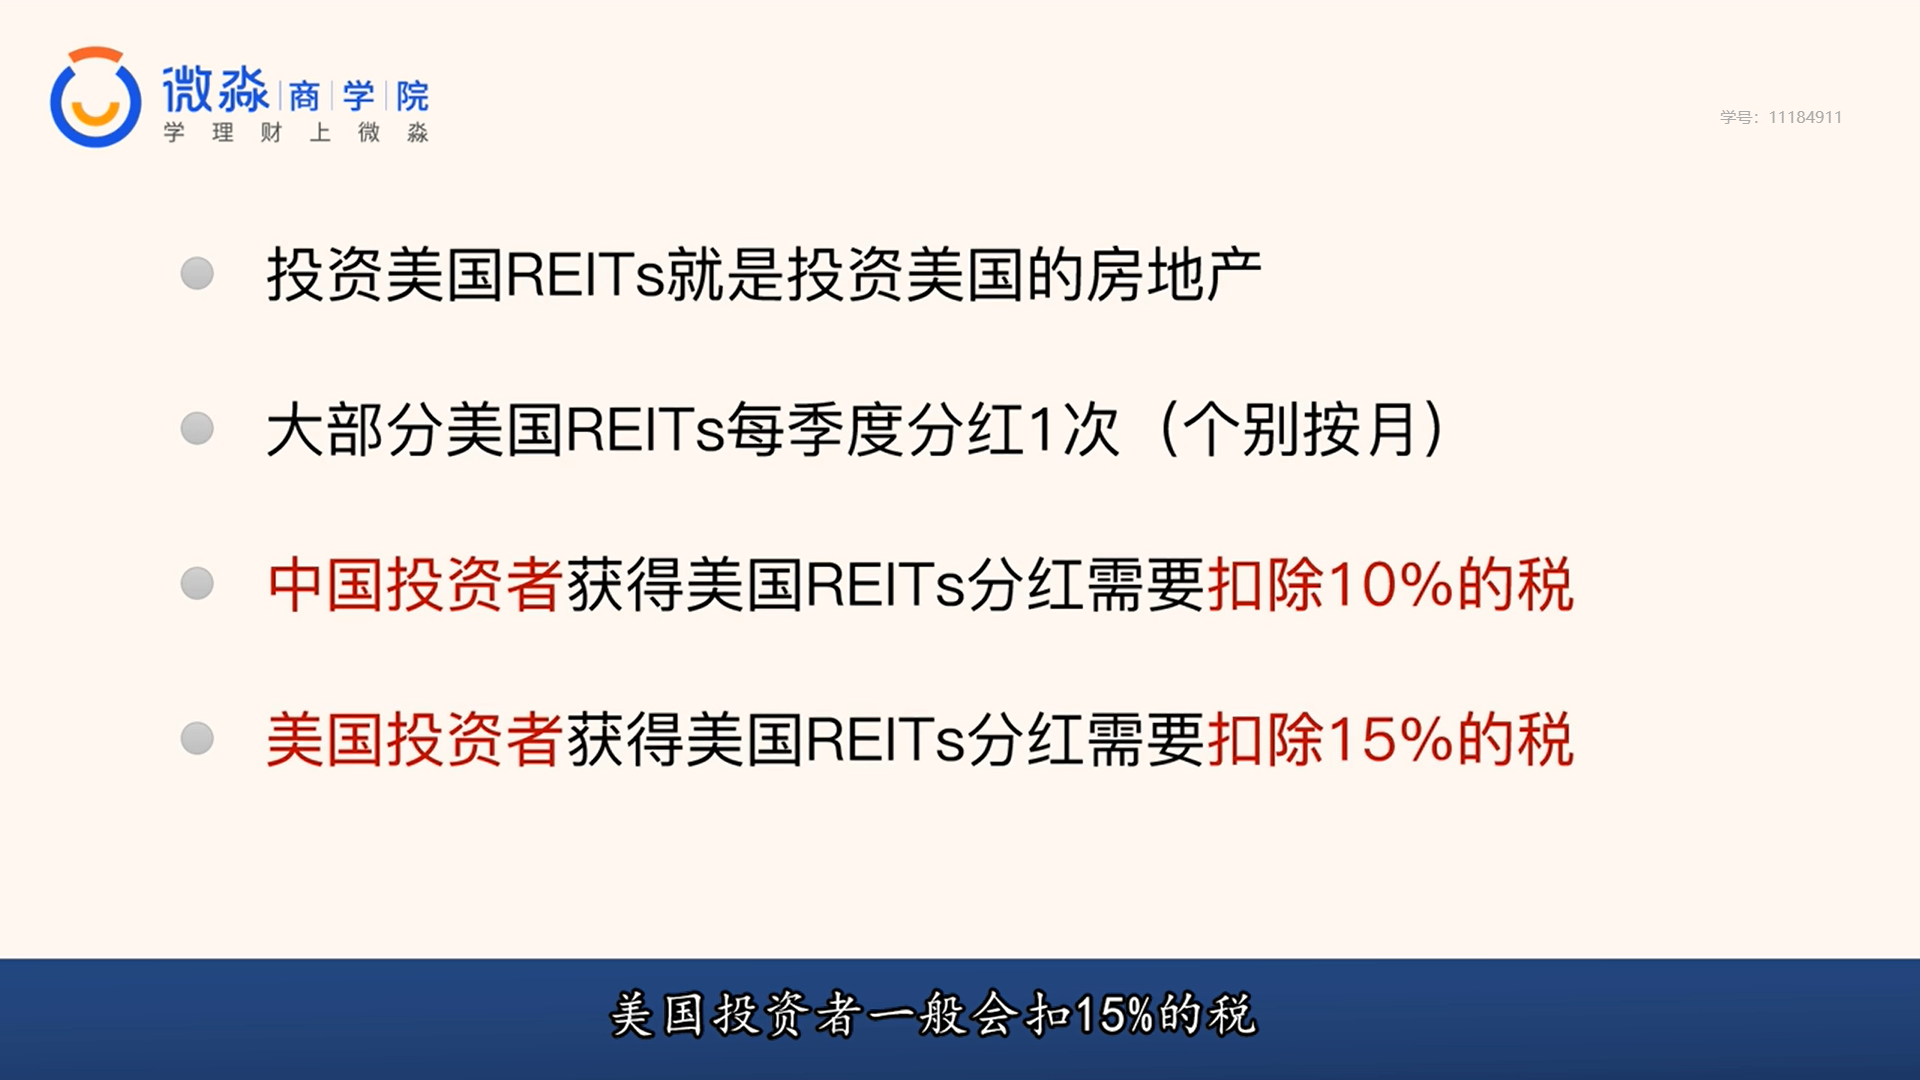 微淼商学院
学理财上微淼
学号：11184911
投资美国REITs就是投资美国的房地产
大部分美国REITs每季度分红1次（个别按月）
中国投资者获得美国REITs分红需要扣除10%的税
美国投资者获得美国REITs分红需要扣除15%的税
美国投资者一般会扣15%的税